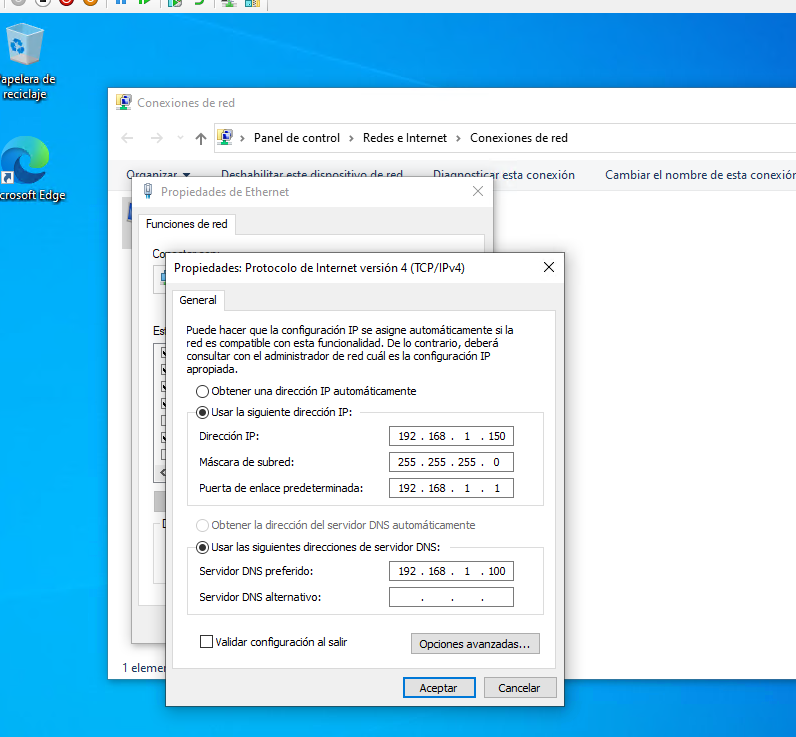 apelera de
reciclaje
crosoft Edge
Conexiones de red
Panel de control > Redes e Internet > Conexiones de red
Organizar Deshabilitar este dispositivo de red Diagnosticar esta conexión Cambiar el nombre de esta conexión
Propiedades de Ethernet
Funciones de red
Propiedades: Protocolo de Internet versión 4 (TCP/IPv4)
General
Puede hacer que la configuración IP se asigne automáticamente si la
red es compatible con esta funcionalidad. De lo contrario, deberá
consultar con el administrador de red cuál es la configuración IP
apropiada.
Obtener una dirección IP automáticamente
Usar la siguiente dirección IP:
Dirección IP: 192 . 168 . 1 . 150
Máscara de subred: 255 . 255 . 255 . 0
Puerta de enlace predeterminada: 192 . 168 . 1 . 1
Obtener la dirección del servidor DNS automáticamente
Usar las siguientes direcciones de servidor DNS:
Servidor DNS preferido: 192 . 168 . 1 . 100
Servidor DNS alternativo: . . .
Validar configuración al salir
Opciones avanzadas...
1 elemen
Aceptar Cancelar